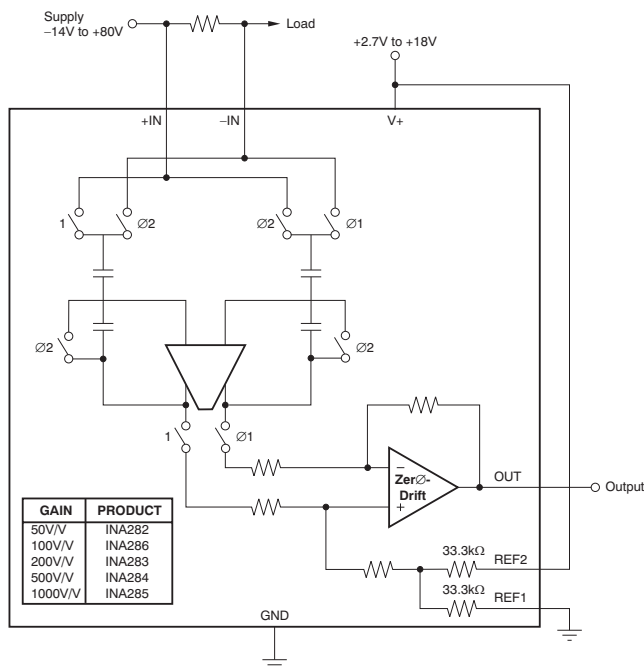 Supply
−14V to +80V
Load
+2.7V to +18V
+IN
−IN
V+
1
Ø2
Ø2
Ø1
Ø2
Ø2
1
Ø1
−
ZerØ-
Drift
+
OUT
Output
33.3kΩ
REF2
33.3kΩ
REF1
GAIN PRODUCT
50V/V INA282
100V/V INA286
200V/V INA283
500V/V INA284
1000V/V INA285
GND